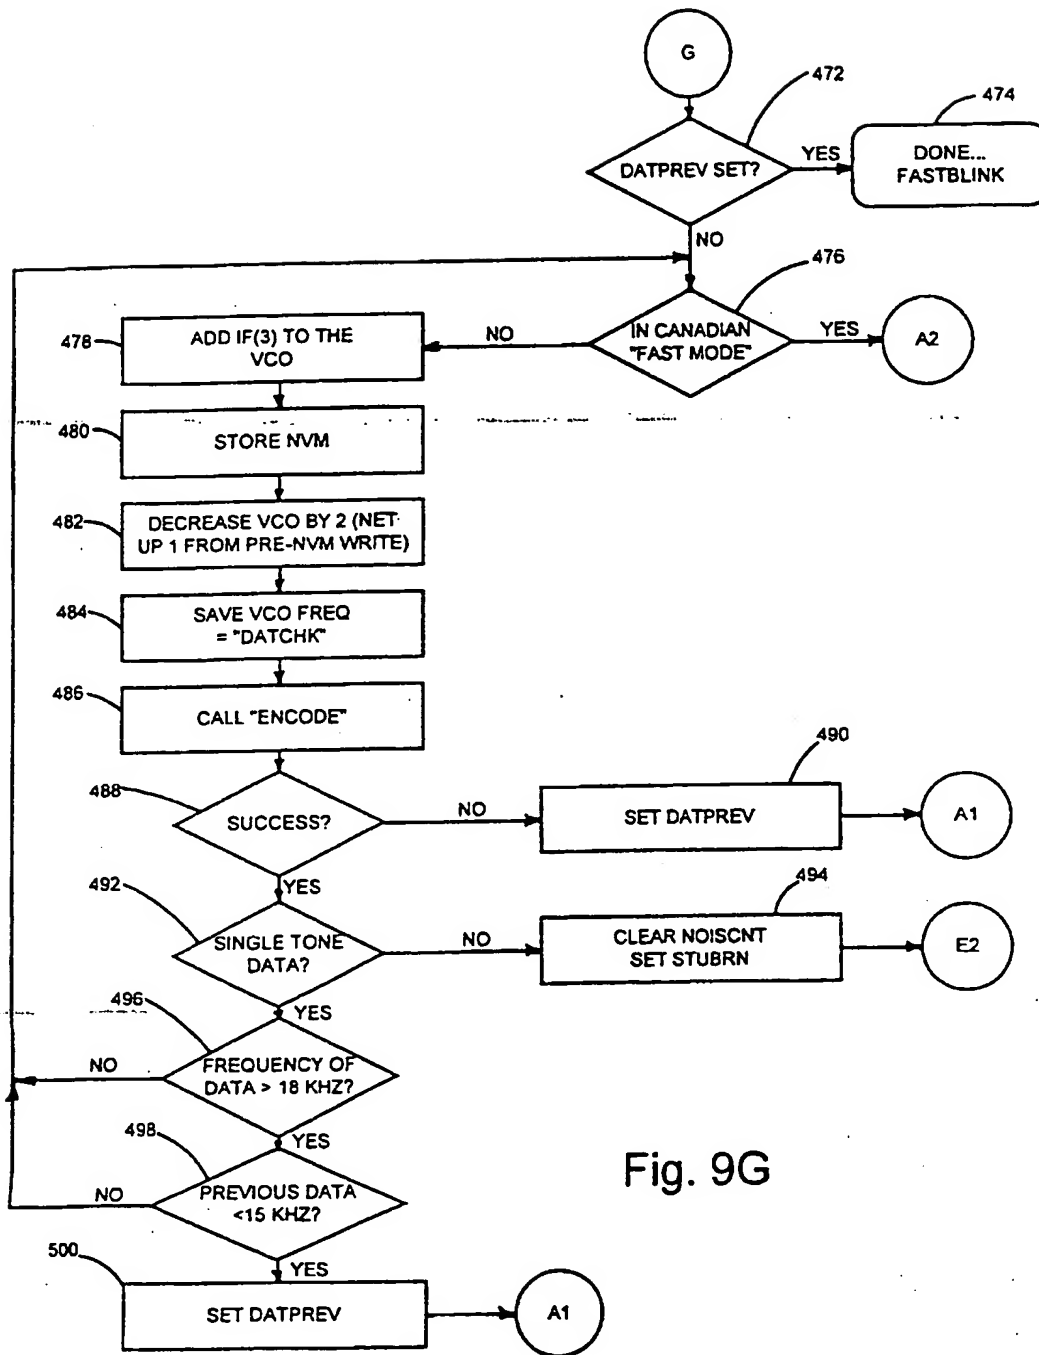 G
472
474
DATPREV SET?
YES
DONE...
FASTBLINK
NO
476
478
ADD IF(3) TO THE
VCO
NO
IN CANADIAN
"FAST MODE"
YES
A2
480
STORE NVM
482
DECREASE VCO BY 2 (NET
UP 1 FROM PRE-NVM WRITE)
484
SAVE VCO FREQ
= "DATCHK"
486
CALL "ENCODE"
488
SUCCESS?
NO
490
SET DATPREV
A1
YES
492
SINGLE TONE
DATA?
NO
494
CLEAR NOISCNT
SET STUBRN
E2
YES
496
NO
FREQUENCY OF
DATA > 18 KHZ?
YES
498
NO
PREVIOUS DATA
<15 KHZ?
YES
500
SET DATPREV
A1
Fig. 9G